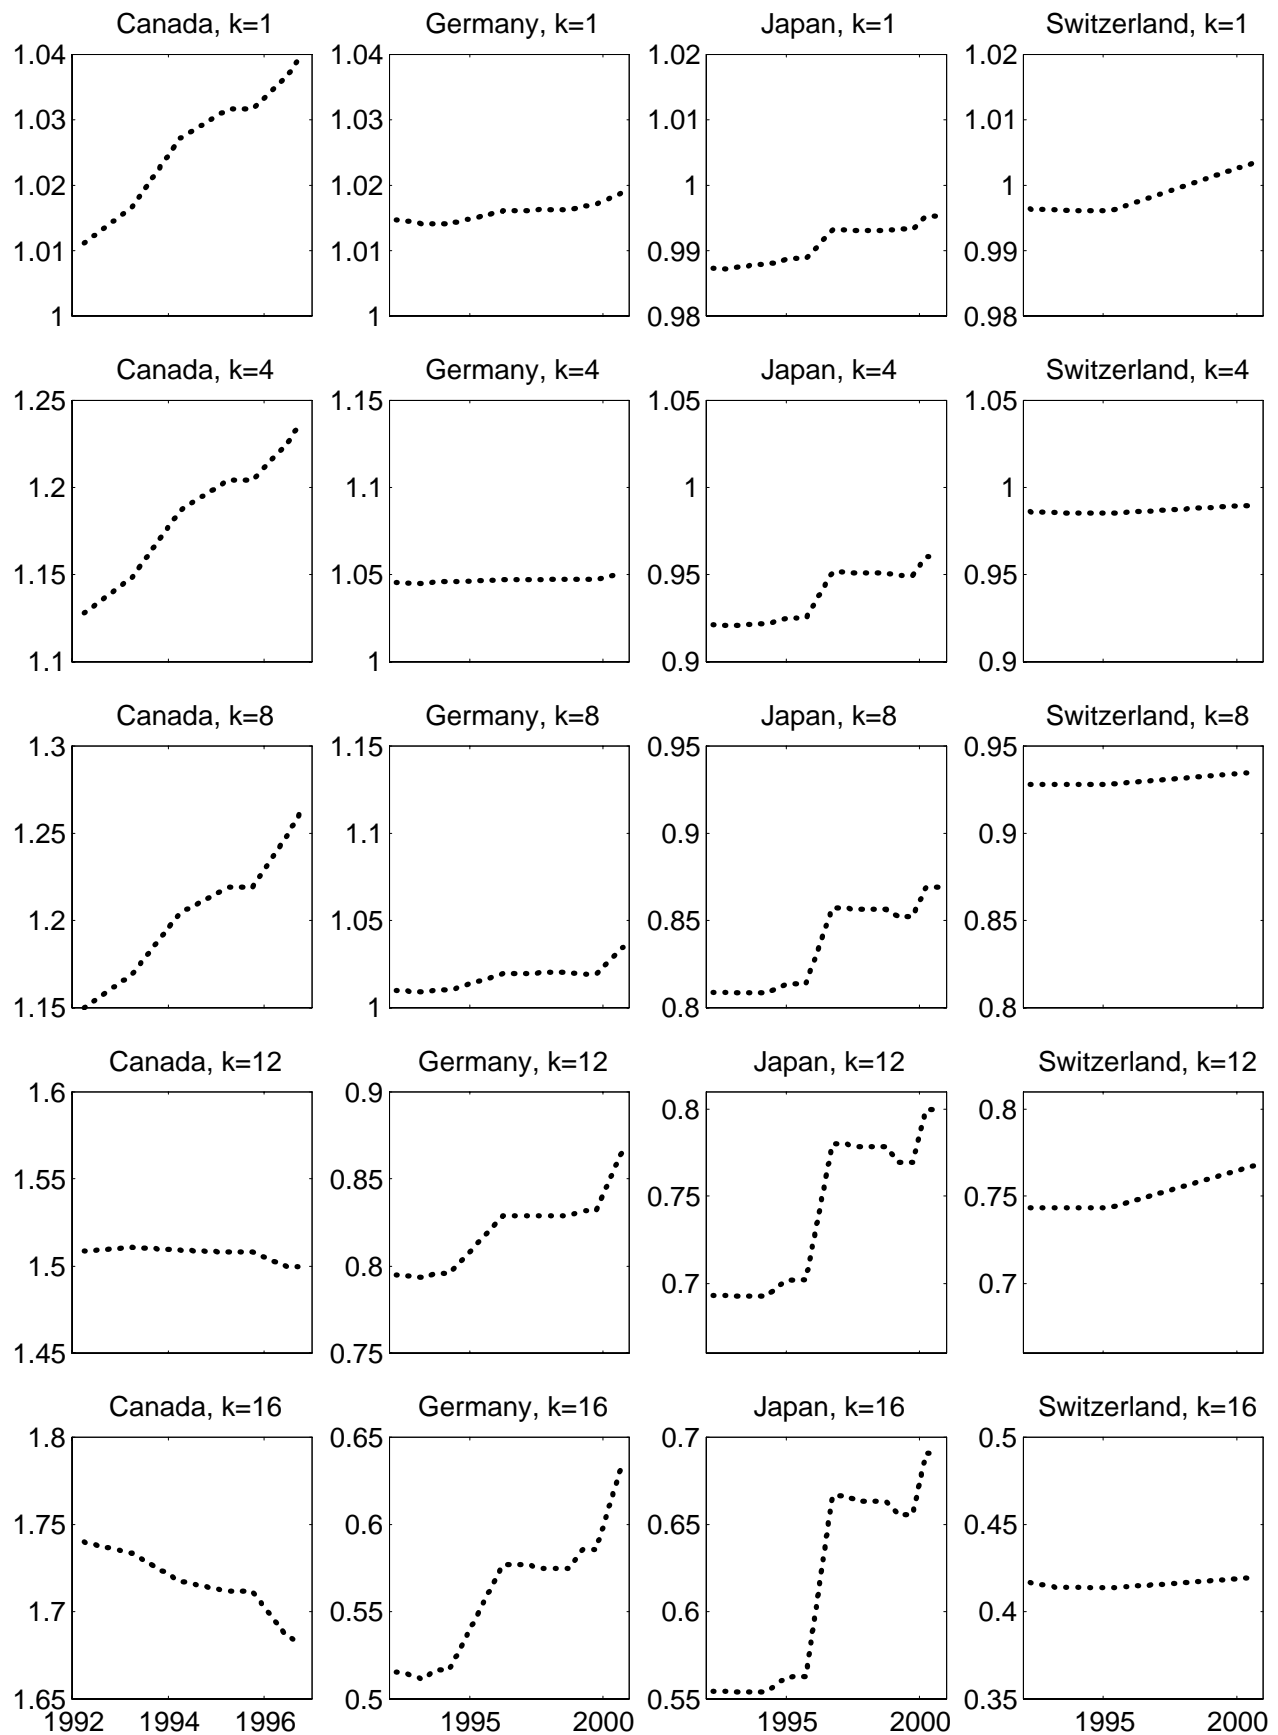 Canada, k=1 Germany, k=1 Japan, k=1 Switzerland, k=1
1.04 1.04 1.02 1.02
1.03 1.03 1.01 1.01
1.02 1.02 1 1
1.01 1.01 0.99 0.99
1 1 0.98 0.98
Canada, k=4 Germany, k=4 Japan, k=4 Switzerland, k=4
1.25 1.15 1.05 1.05
1.2 1.1 1 1
1.15 1.05 0.95 0.95
1.1 1 0.9 0.9
Canada, k=8 Germany, k=8 Japan, k=8 Switzerland, k=8
1.3 1.15 0.95 0.95
1.25 1.1 0.9 0.9
1.2 1.05 0.85 0.85
1.15 1 0.8 0.8
Canada, k=12 Germany, k=12 Japan, k=12 Switzerland, k=12
1.6 0.9 0.8 0.8
1.55 0.85 0.75 0.75
1.5 0.8 0.7 0.7
1.45 0.75
Canada, k=16 Germany, k=16 Japan, k=16 Switzerland, k=16
1.8 0.65 0.7 0.5
1.75 0.6 0.65 0.45
1.7 0.55 0.6 0.4
1.65 0.5 0.55 0.35
1992 1994 1996 1995 2000 1995 2000 1995 2000